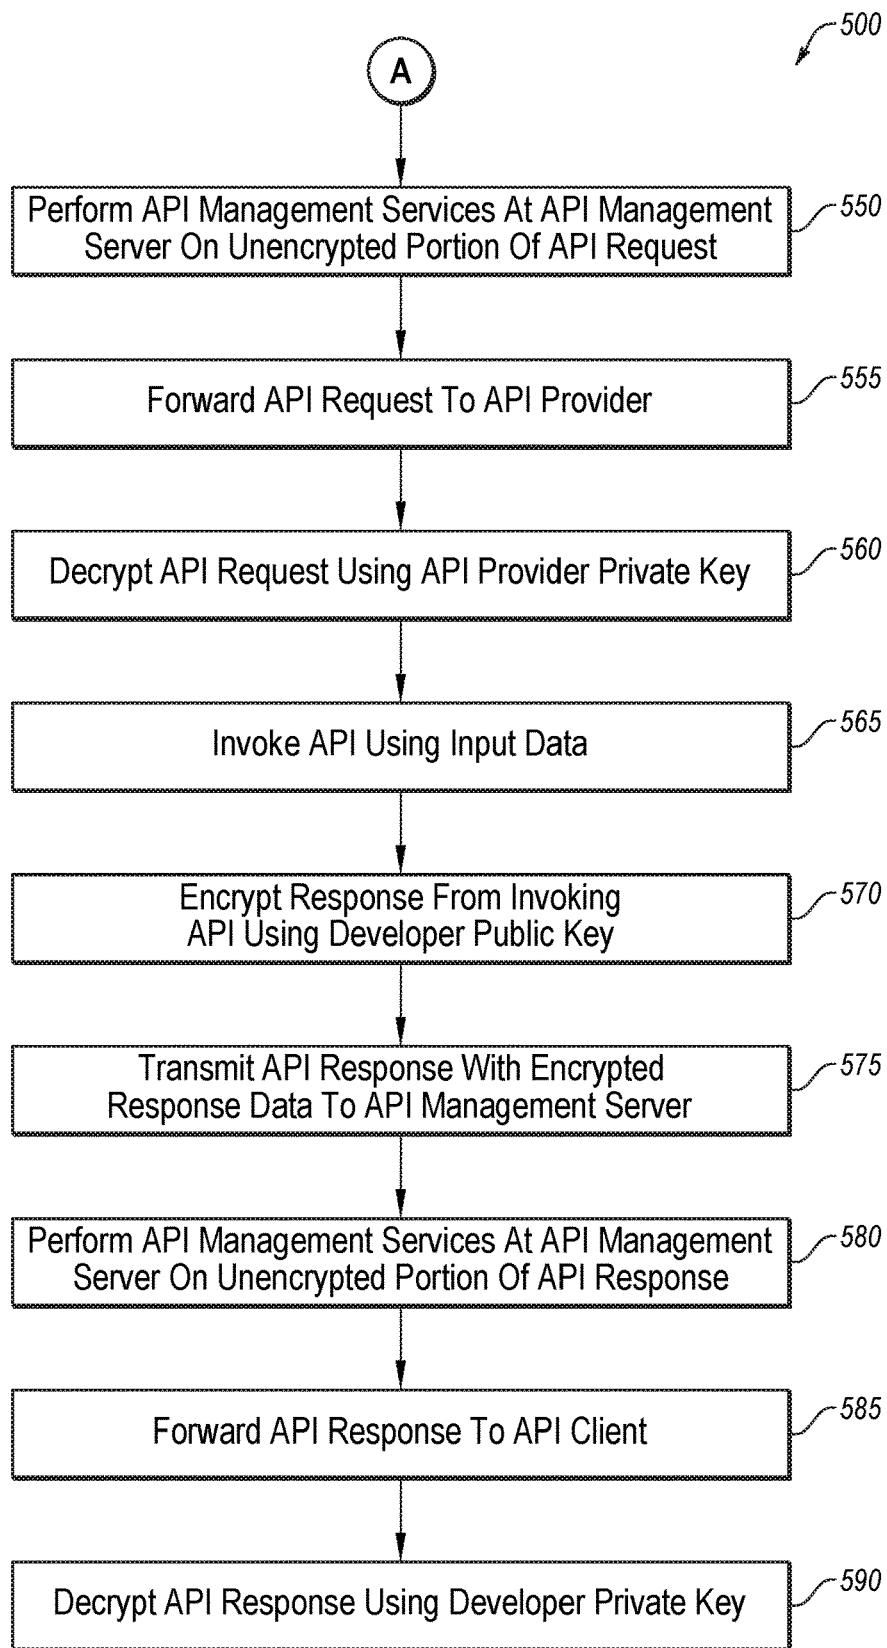 500
A
Perform API Management Services At API Management
Server On Unencrypted Portion Of API Request
550
Forward API Request To API Provider
555
Decrypt API Request Using API Provider Private Key
560
Invoke API Using Input Data
565
Encrypt Response From Invoking
API Using Developer Public Key
570
Transmit API Response With Encrypted
Response Data To API Management Server
575
Perform API Management Services At API Management
Server On Unencrypted Portion Of API Response
580
Forward API Response To API Client
585
Decrypt API Response Using Developer Private Key
590